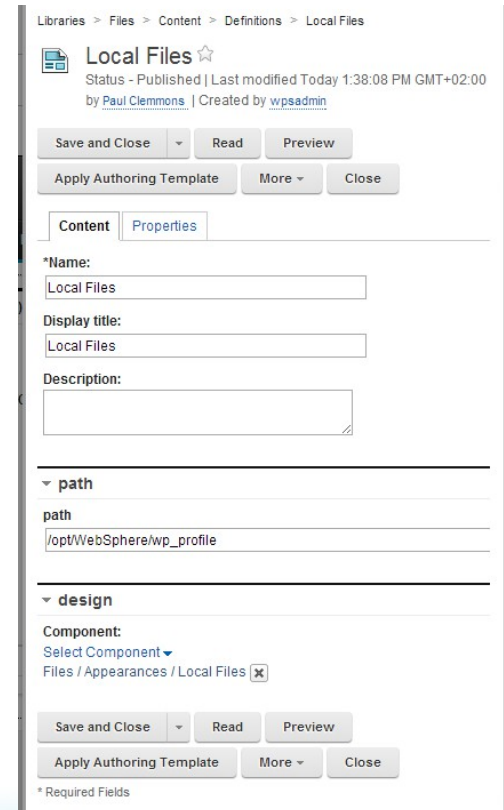 Libraries > Files > Content > Definitions > Local Files
Local Files
Status - Published | Last modified Today 1:38:08 PM GMT+02:00
by Paul Clemmons | Created by wpsadmin
Save and Close Read Preview
Apply Authoring Template More Close
Content Properties
*Name:
Local Files
Display title:
Local Files
Description:
path
path
/opt/WebSphere/wp_profile
design
Component:
Select Component
Files / Appearances / Local Files
Save and Close Read Preview
Apply Authoring Template More Close
* Required Fields